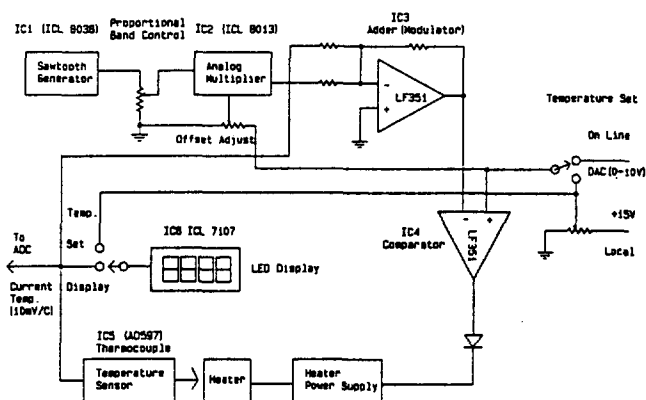 IC1 (ICL 8038)
Proportional
Band Control
IC2 (ICL 8013)
IC3
Adder (Modulator)
Sawtooth
Generator
Analog
Multiplier
-
+
LF351
Offset Adjust
Temperature Set
On Line
DAC (0-10V)
+15V
Local
-
+
LF351
IC4
Comparator
Temp.
Set
Display
To
ADC
Current
Temp.
(10mV/C)
IC6 ICL 7107
LED Display
IC5 (AD597)
Thermocouple
Temperature
Sensor
Heater
Heater
Power Supply